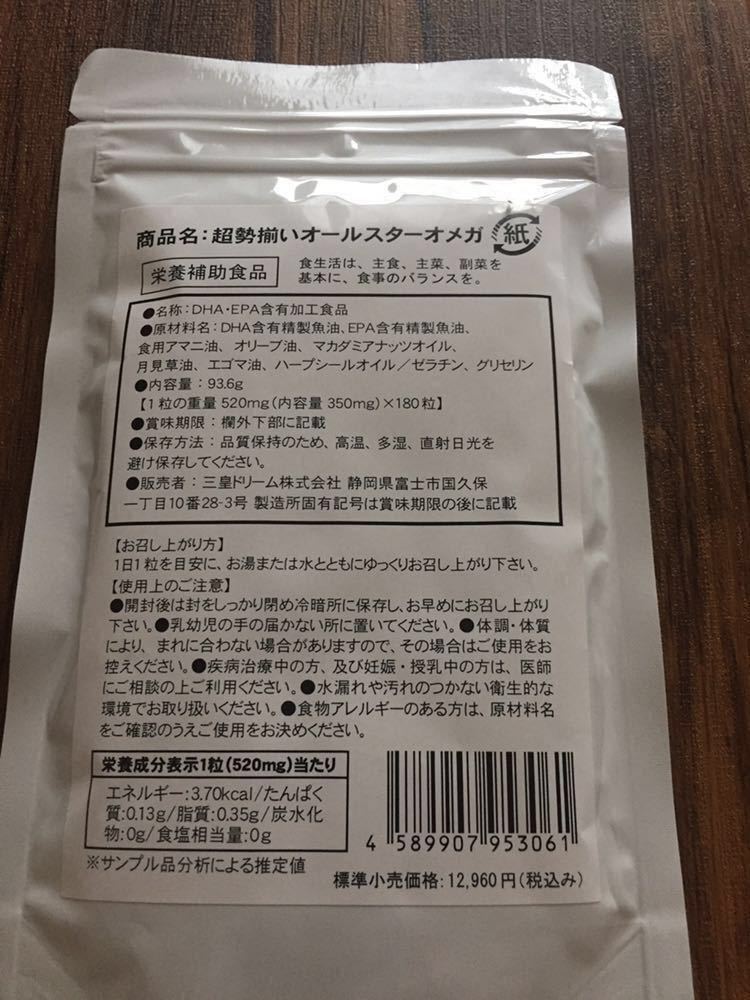 商品名:超勢揃いオールスターオメガ
紙
栄養補助食品
食生活は、主食、主菜、副菜を
基本に、食事のバランスを。
●名称:DHA・EPA含有加工食品
●原材料名:DHA含有精製魚油、EPA含有精製魚油、
食用アマニ油、オリーブ油、マカダミアナッツオイル、
月見草油、エゴマ油、ハープシールオイル/ゼラチン、グリセリン
●内容量:93.6g
【1粒の重量 520mg(内容量 350mg)×180粒】
●賞味期限:欄外下部に記載
●保存方法:品質保持のため、高温、多湿、直射日光を
避け保存してください。
●販売者:三皇ドリーム株式会社 静岡県富士市国久保
一丁目10番28-3号 製造所固有記号は賞味期限の後に記載
【お召し上がり方】
1日1粒を目安に、お湯または水とともにゆっくりお召し上がり下さい。
【使用上のご注意】
●開封後は封をしっかり閉め冷暗所に保存し、お早めにお召し上がり
下さい。●乳幼児の手の届かない所に置いてください。●体調・体質
により、まれに合わない場合がありますので、その場合はご使用をお
控えください。●疾病治療中の方、及び妊娠・授乳中の方は、医師
にご相談の上ご利用ください。●水漏れや汚れのつかない衛生的な
環境でお取り扱いください。●食物アレルギーのある方は、原材料名
をご確認のうえご使用をお決めください。
栄養成分表示1粒(520mg)当たり
エネルギー:3.70kcal/たんぱく
質:0.13g/脂質:0.35g/炭水化
物:0g/食塩相当量:0g
※サンプル品分析による推定値
4 589907 953061
標準小売価格:12,960円(税込み)